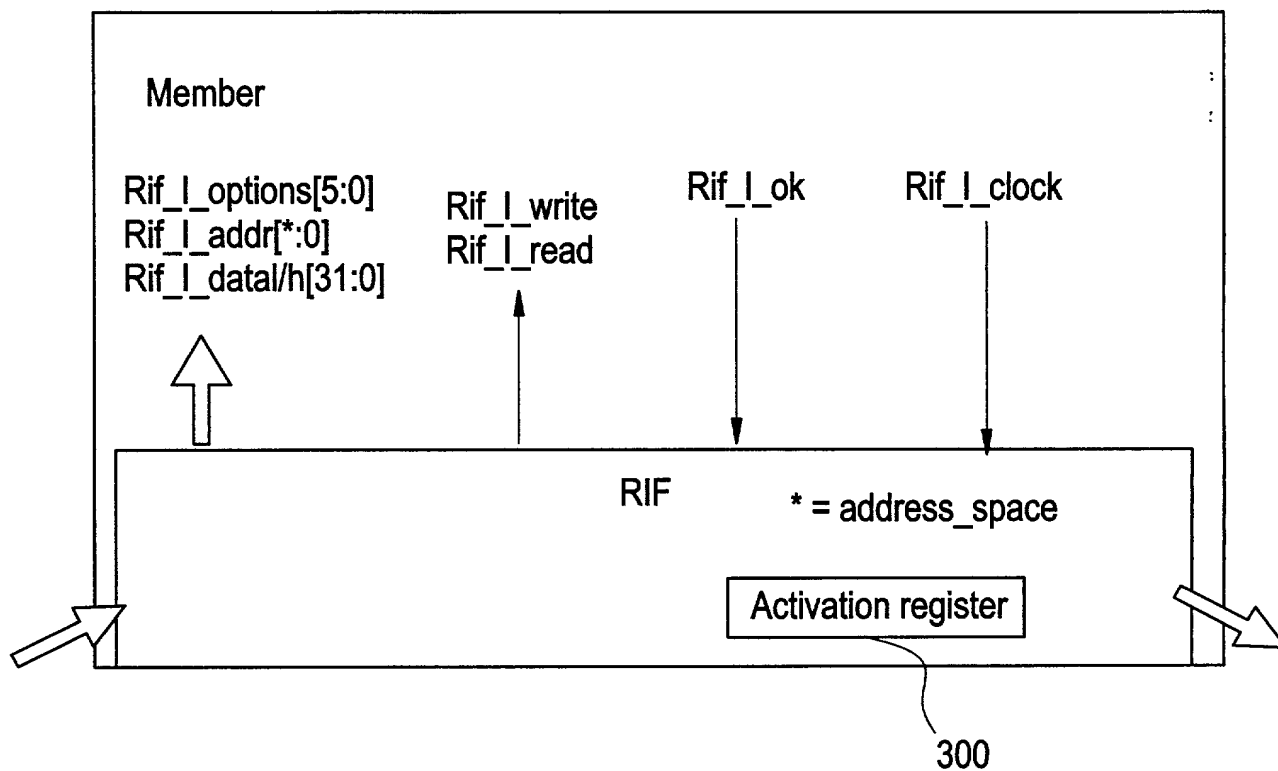 Member
Rif_I_options[5:0]
Rif_I_addr[*:0]
Rif_I_datal/h[31:0]
Rif_I_write
Rif_I_read
Rif_I_ok
Rif_I_clock
RIF
* = address_space
Activation register
300